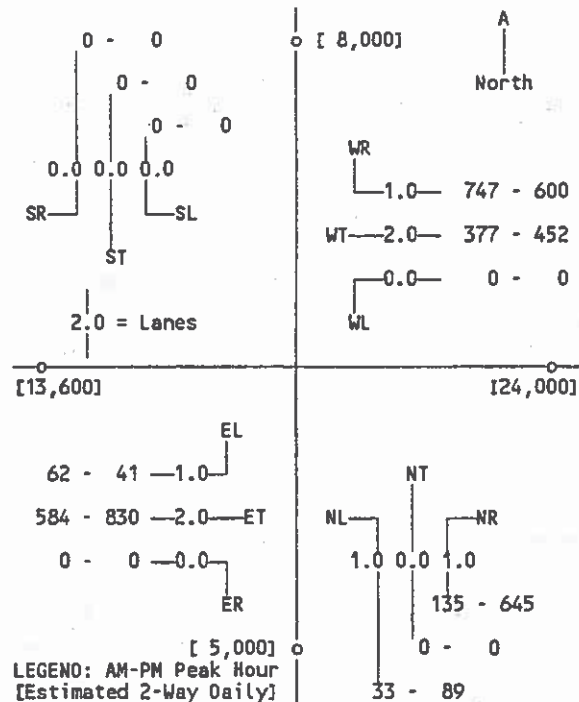 0 - 0 [ 8,000] A
0 - 0 North
0 - 0
WR
0.0 0.0 0.0 1.0 747 - 600
SR SL WT 2.0 377 - 452
ST 0.0 0 - 0
2.0 = Lanes WL
[13,600] [24,000]
EL
62 - 41 1.0 NT
584 - 830 2.0 ET NL NR
0 - 0 0.0 1.0 0.0 1.0
ER 135 - 645
[ 5,000] 0 - 0
LEGEND: AM-PM Peak Hour
[Estimated 2-Way Daily] 33 - 89